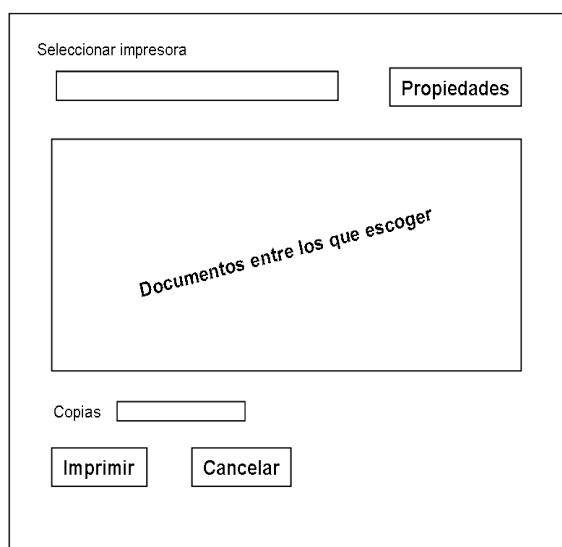 Seleccionar impresora
Propiedades
Documentos entre los que escoger
Copias
Imprimir
Cancelar